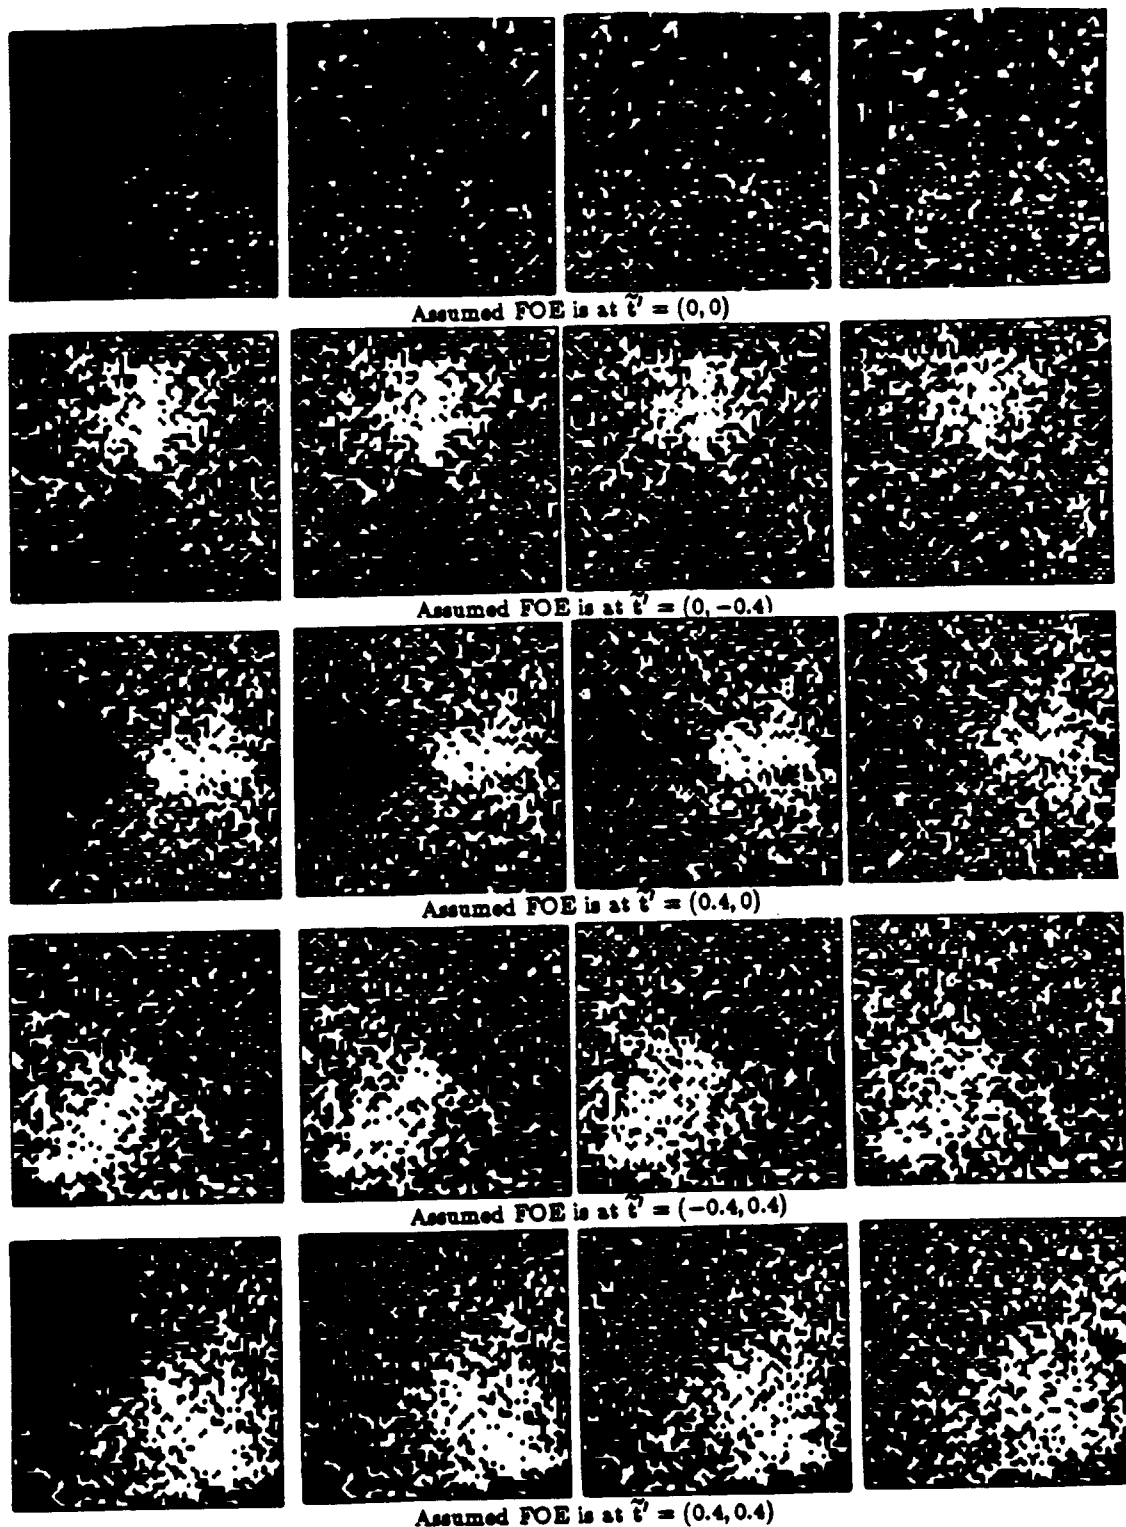 Assumed FOE is at t̃′ = (0, 0)
Assumed FOE is at t̃′ = (0, −0.4)
Assumed FOE is at t̃′ = (0.4, 0)
Assumed FOE is at t̃′ = (−0.4, 0.4)
Assumed FOE is at t̃′ = (0.4, 0.4)